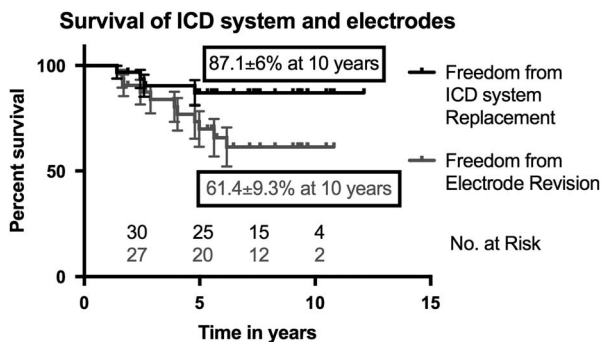 Survival of ICD system and electrodes
87.1±6% at 10 years
Freedom from
ICD system
Replacement
Freedom from
Electrode Revision
61.4±9.3% at 10 years
Percent survival
100
50
0
30 25 15 4
27 20 12 2
No. at Risk
0 5 10 15
Time in years